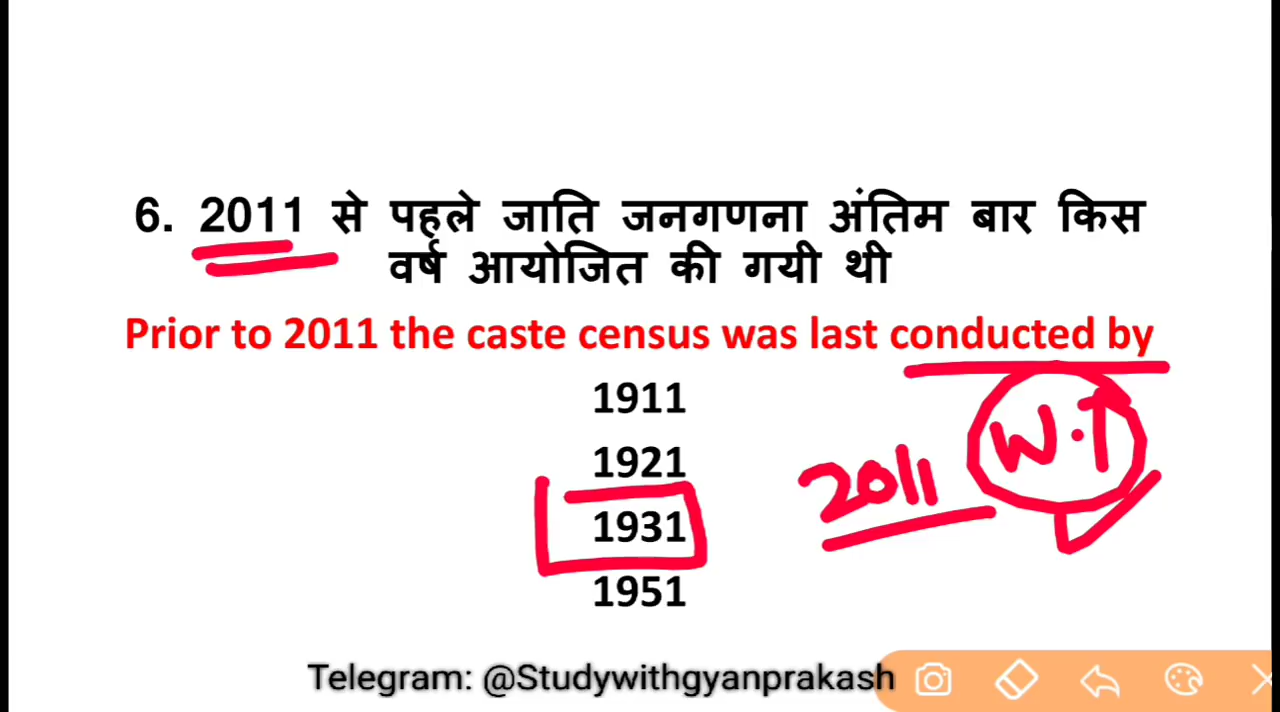 6. 2011 से पहले जाति जनगणना अंतिम बार किस
वर्ष आयोजित की गयी थी
Prior to 2011 the caste census was last conducted by
1911
W.T
1921
2011
1931
1951
Telegram: @Studywithgyanprakash